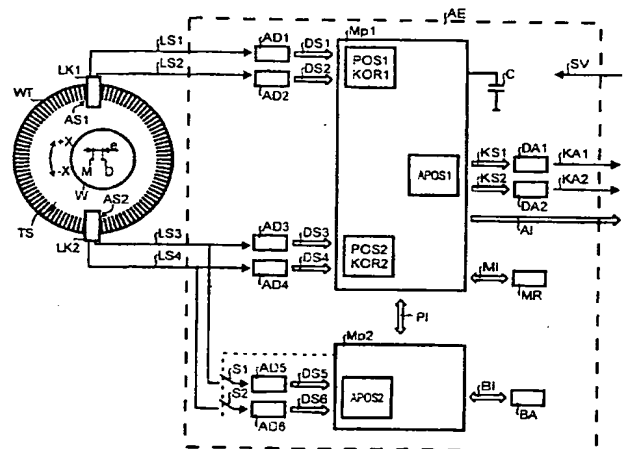 AE
LS1
AD1
DS1
Mp1
LK1
LS2
DS2
POS1
KOR1
SV
WT
AS1
AD2
C
+X
e
-X
M
D
KS1
DA1
KA1
APOS1
KS2
KA2
W
AS2
DA2
TS
LS3
AD3
DS3
AI
LK2
POS2
KOR2
LS4
DS4
MI
AD4
MR
PI
Mp2
S1
AD5
DS5
S2
DS6
APOS2
BI
AD6
BA